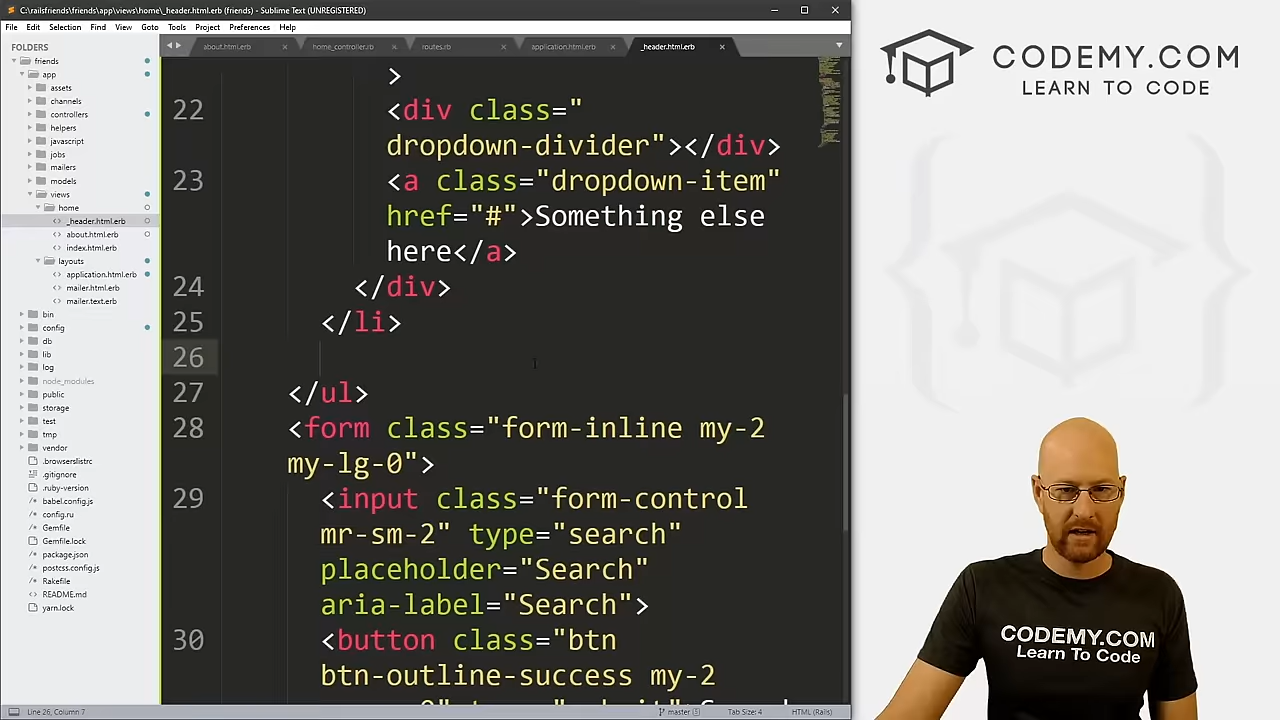 C:\railsfriends\friends\app\views\home\_header.html.erb (friends) - Sublime Text (UNREGISTERED)
File Edit Selection Find View Goto Tools Project Preferences Help
FOLDERS
friends
app
assets
channels
controllers
helpers
javascript
jobs
mailers
models
views
home
_header.html.erb
about.html.erb
index.html.erb
layouts
application.html.erb
mailer.html.erb
mailer.text.erb
bin
config
db
lib
log
node_modules
public
storage
test
tmp
vendor
.browserslistrc
.gitignore
.ruby-version
babel.config.js
config.ru
Gemfile
Gemfile.lock
package.json
postcss.config.js
Rakefile
README.md
yarn.lock
about.html.erb home_controller.rb routes.rb application.html.erb _header.html.erb
>
22 <div class="
dropdown-divider"></div>
23 <a class="dropdown-item"
href="#">Something else
here</a>
24 </div>
25 </li>
26
27 </ul>
28 <form class="form-inline my-2
my-lg-0">
29 <input class="form-control
mr-sm-2" type="search"
placeholder="Search"
aria-label="Search">
30 <button class="btn
btn-outline-success my-2
Line 26, Column 7 master Tab Size: 4 HTML (Rails)
CODEMY.COM
LEARN TO CODE
CODEMY.COM
Learn To Code